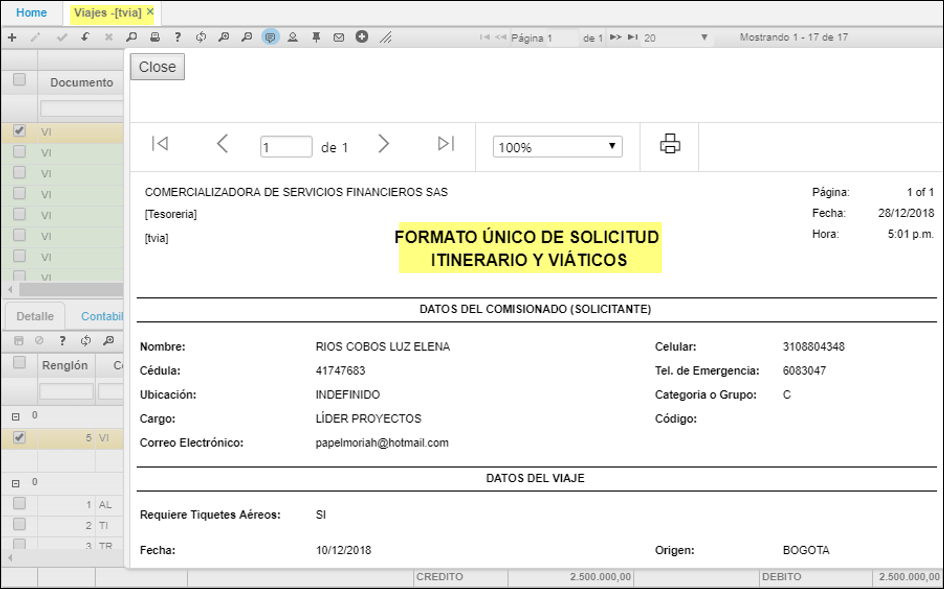 Home Viajes -[tvia] ×
Página 1 de 1 20 Mostrando 1 - 17 de 17
Close
Documento
VI
VI
VI
VI
VI
VI
VI
VI
1 de 1 100%
COMERCIALIZADORA DE SERVICIOS FINANCIEROS SAS Página: 1 of 1
[Tesoreria] Fecha: 28/12/2018
[tvia] Hora: 5:01 p.m.
FORMATO ÚNICO DE SOLICITUD
ITINERARIO Y VIÁTICOS
DATOS DEL COMISIONADO (SOLICITANTE)
Nombre: RIOS COBOS LUZ ELENA Celular: 3108804348
Cédula: 41747683 Tel. de Emergencia: 6083047
Ubicación: INDEFINIDO Categoria o Grupo: C
Cargo: LÍDER PROYECTOS Código:
Correo Electrónico: papelmoriah@hotmail.com
DATOS DEL VIAJE
Requiere Tiquetes Aéreos: SI
Fecha: 10/12/2018 Origen: BOGOTA
Detalle Contabil
Renglón
0
5 VI
0
1 AL
2 TI
3 TR
CREDITO 2.500.000,00 DEBITO 2.500.000,00